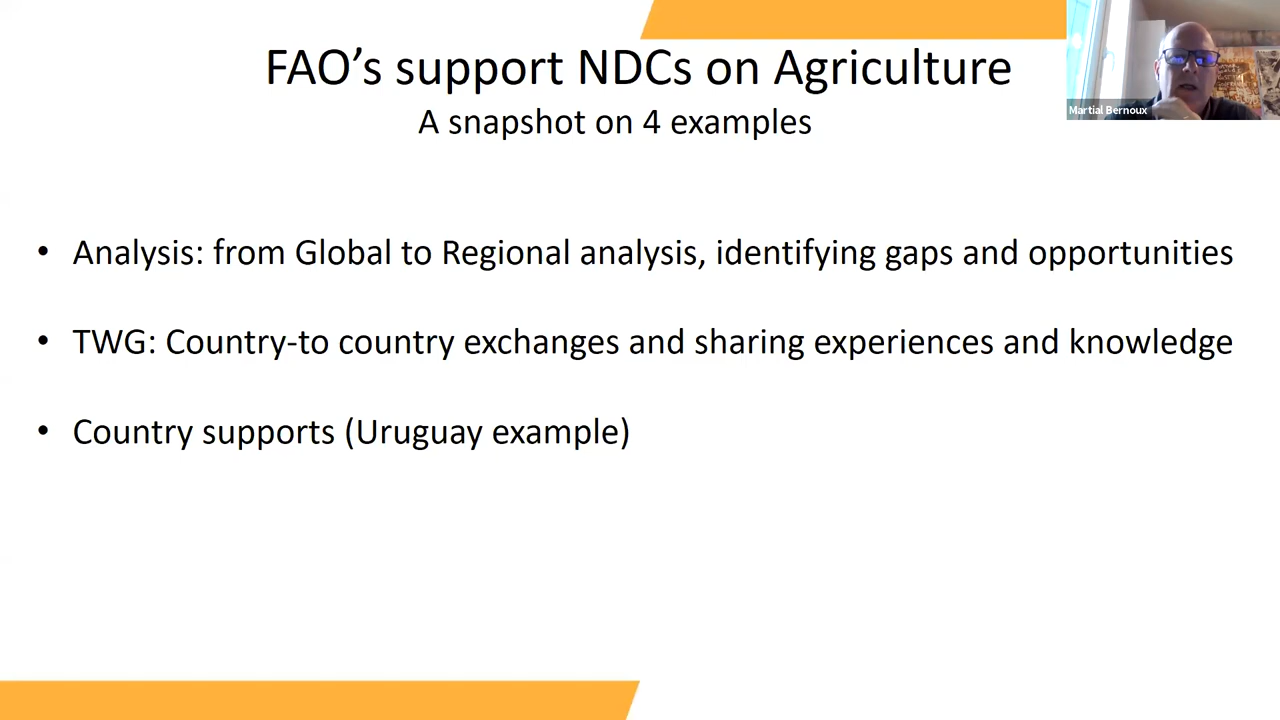 FAO’s support NDCs on Agriculture
A snapshot on 4 examples
Martial Bernoux
• Analysis: from Global to Regional analysis, identifying gaps and opportunities
• TWG: Country-to country exchanges and sharing experiences and knowledge
• Country supports (Uruguay example)